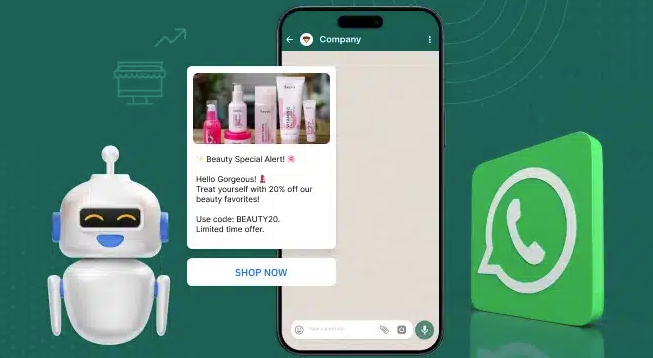 Company
✨ Beauty Special Alert! 🌸
Hello Gorgeous! 💄
Treat yourself with 20% off our
beauty favorites!
Use code: BEAUTY20.
Limited time offer.
SHOP NOW